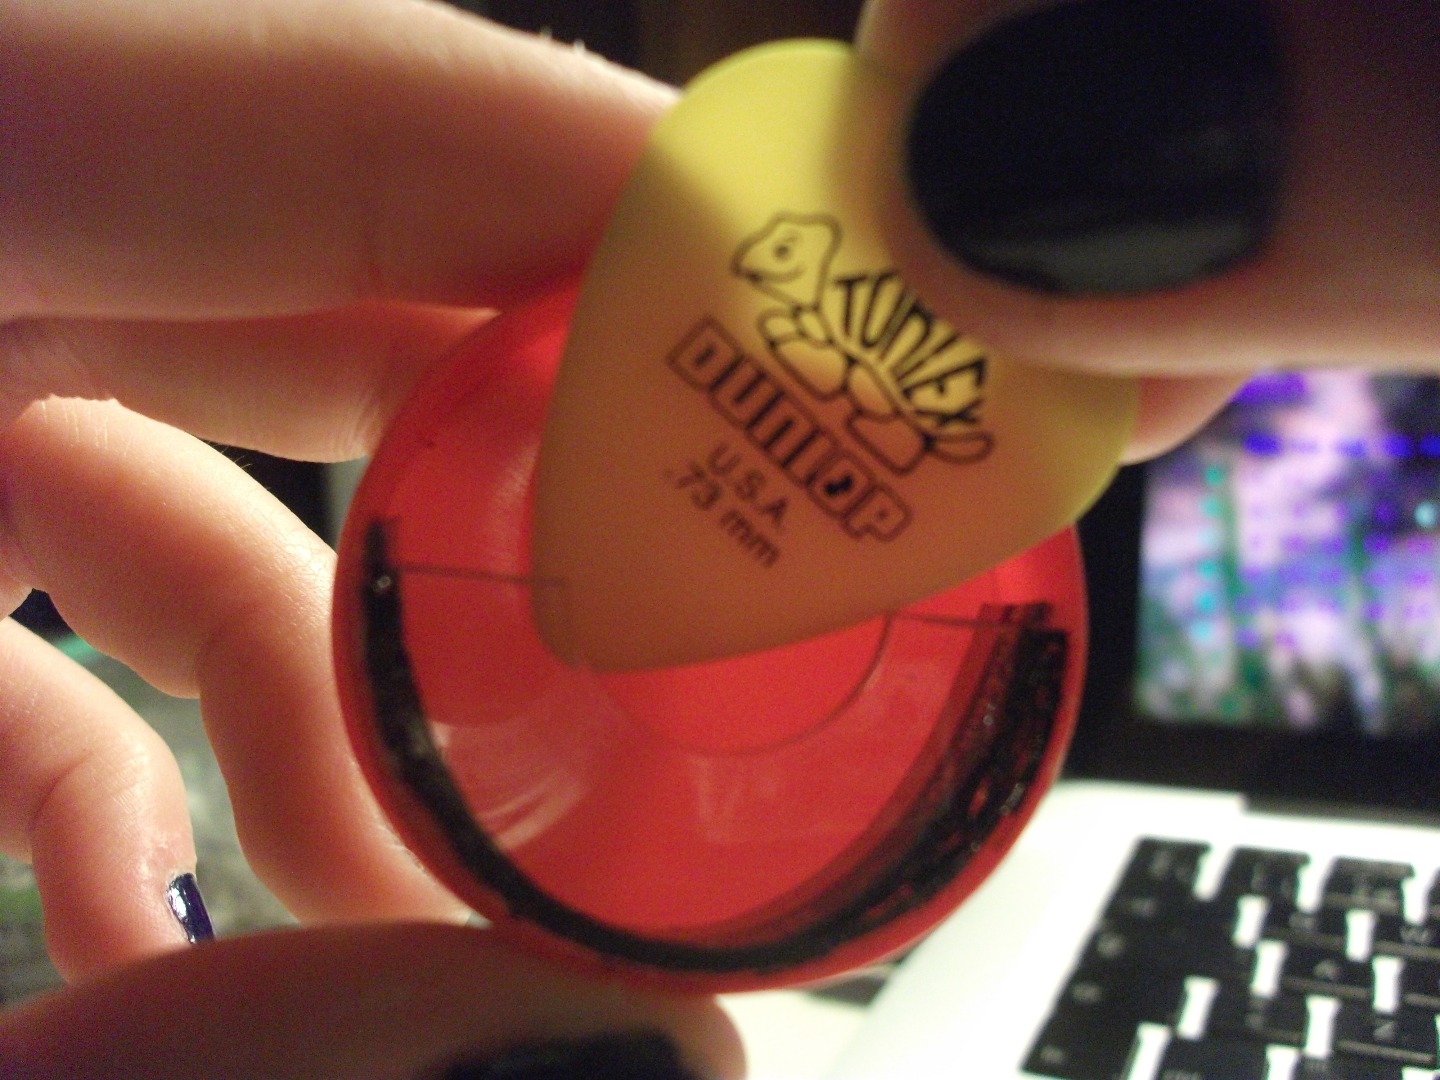 TORTEX
DUNLOP
U.S.A
.73 mm